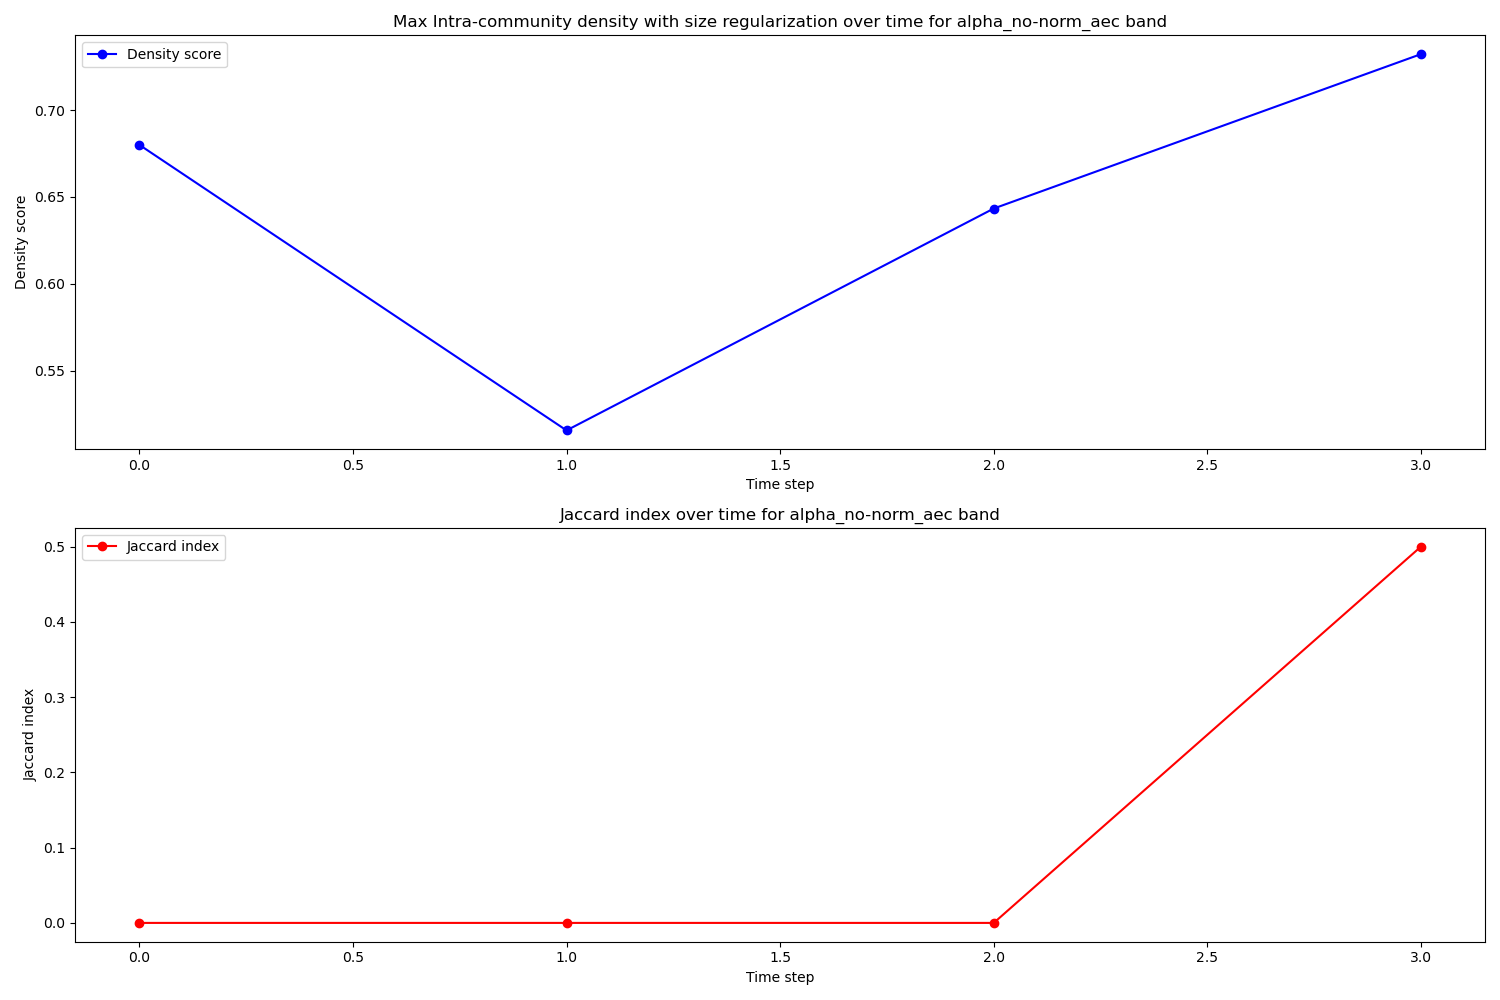 Max Intra-community density with size regularization over time for alpha_no-norm_aec band
Density score
0.70
0.65
0.60
0.55
Density score
0.0 0.5 1.0 1.5 2.0 2.5 3.0
Time step
Jaccard index over time for alpha_no-norm_aec band
Jaccard index
0.5
0.4
0.3
0.2
0.1
0.0
Jaccard index
0.0 0.5 1.0 1.5 2.0 2.5 3.0
Time step